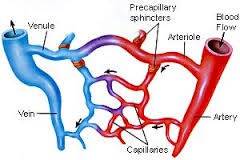 Precapillary
sphincters
Blood
Flow
Venule
Arteriole
Vein
Artery
Capillaries